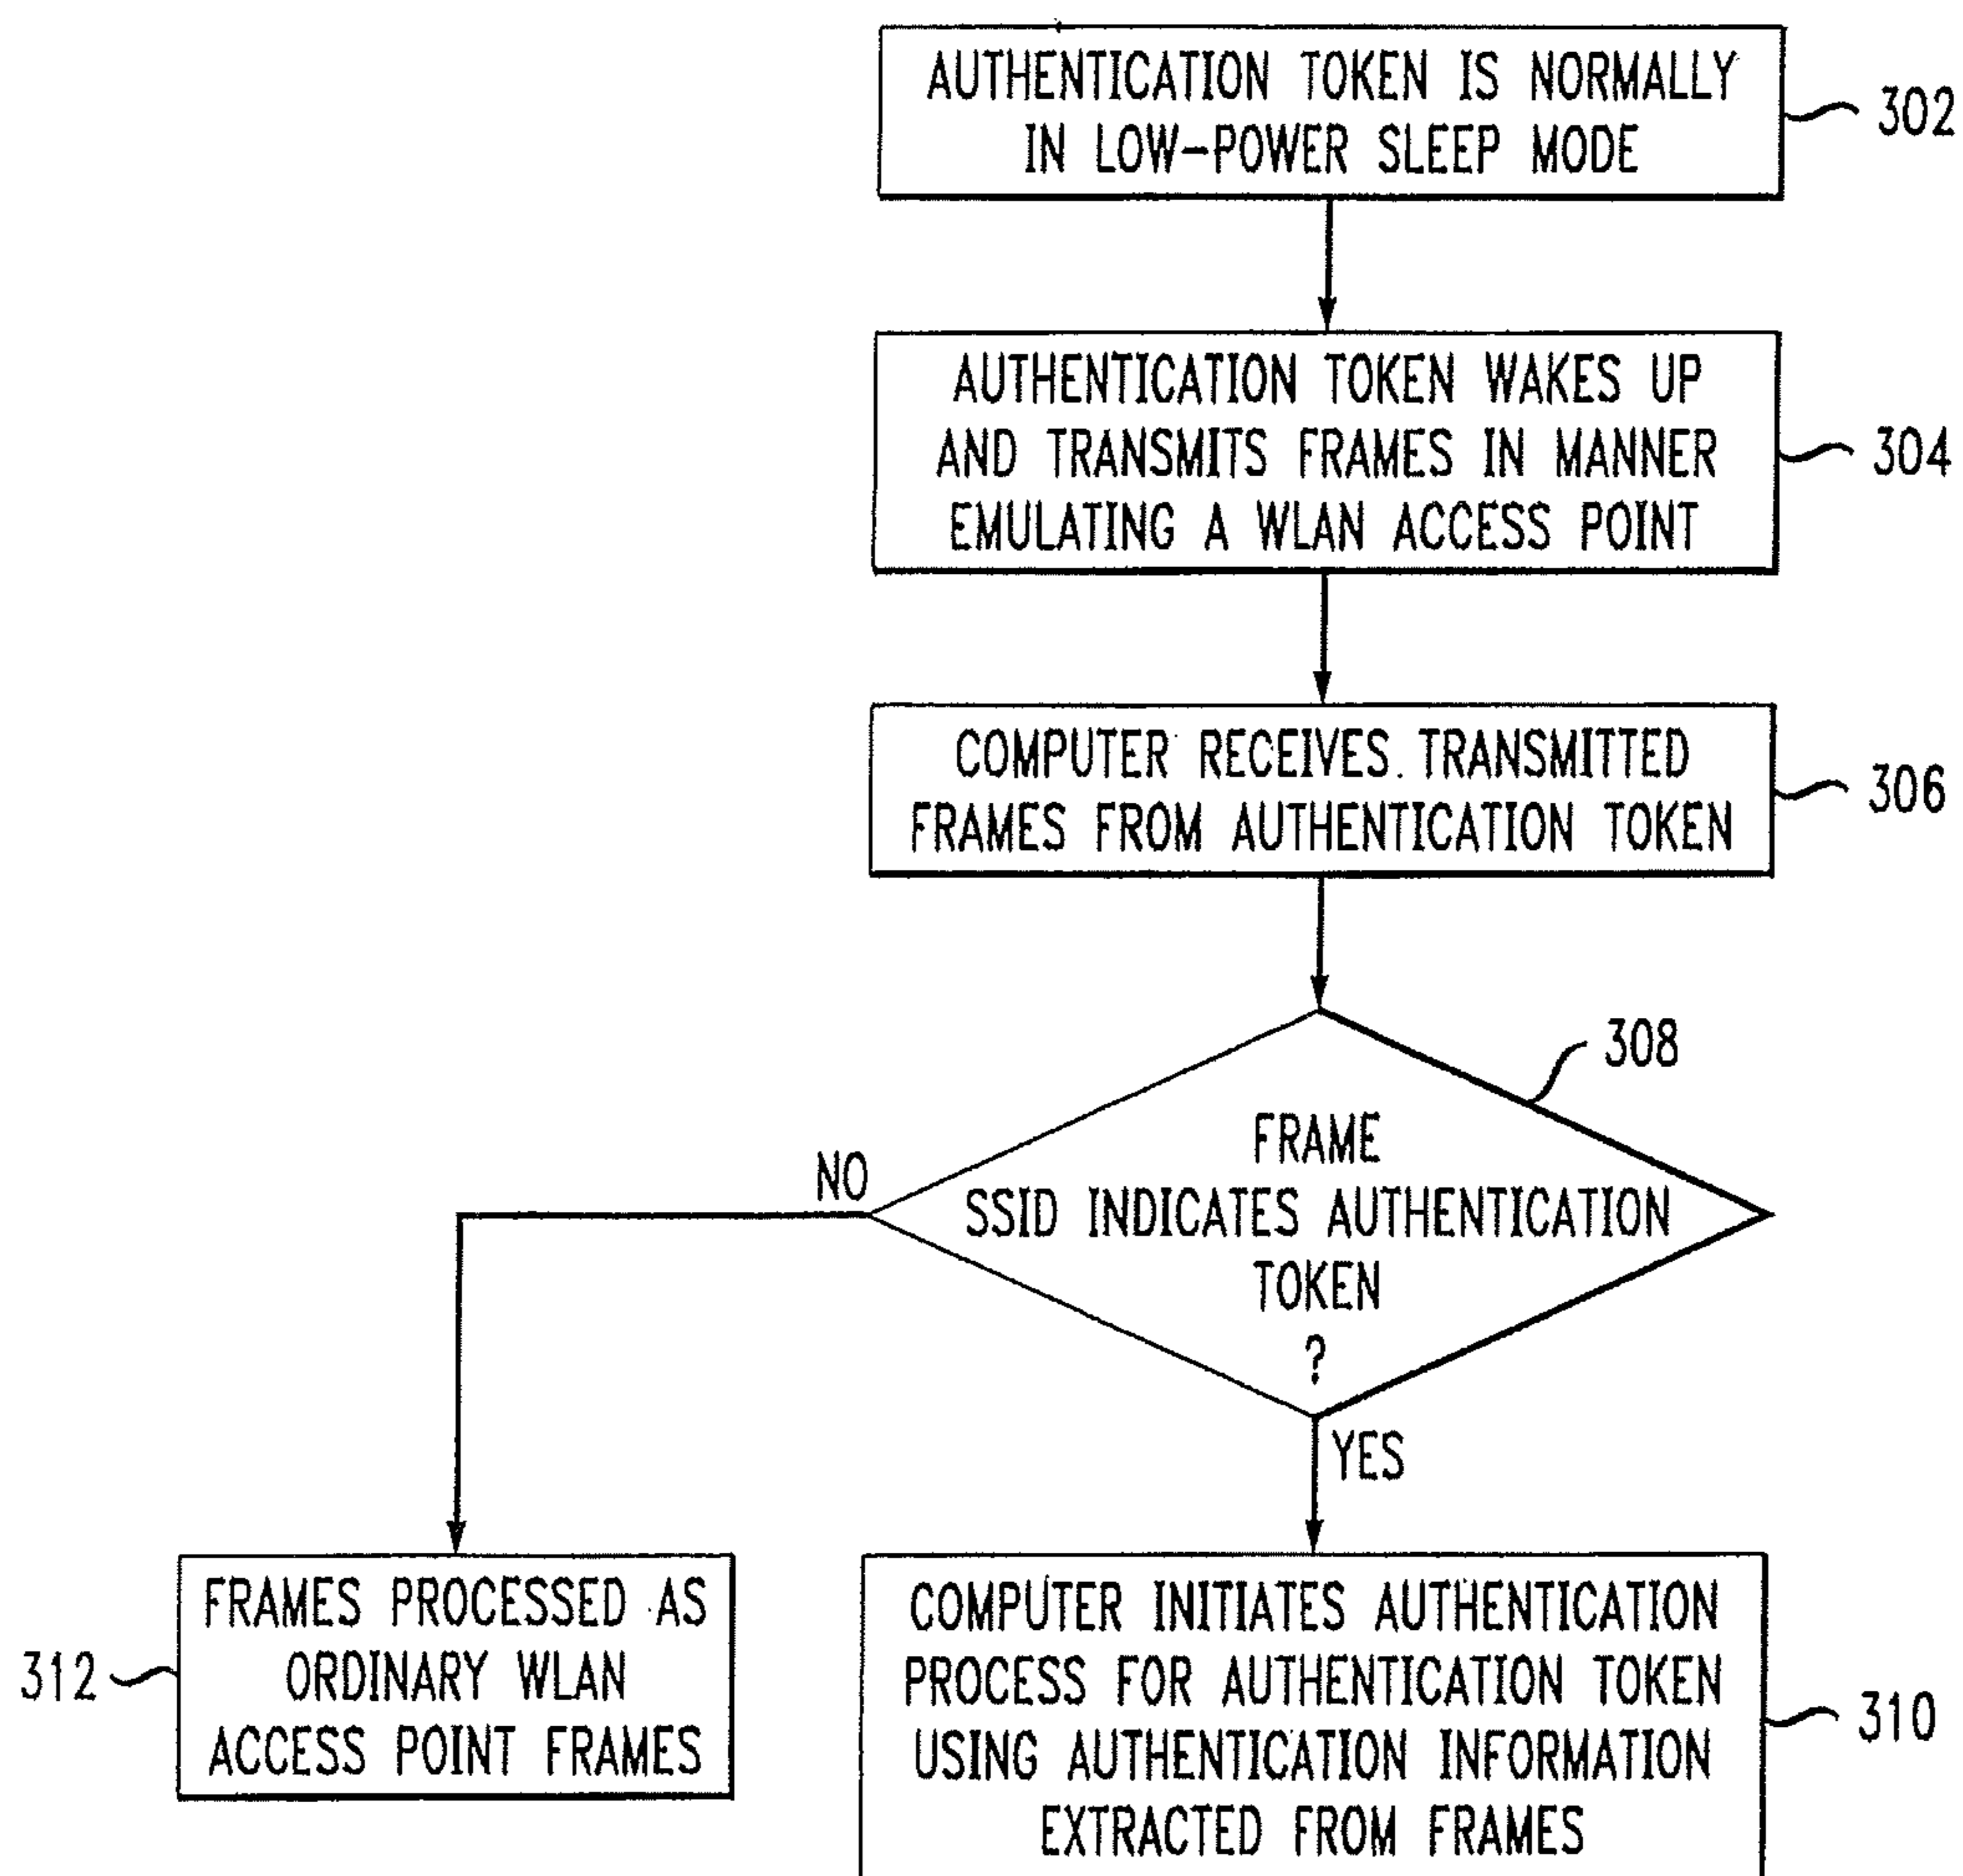 AUTHENTICATION TOKEN IS NORMALLY
IN LOW-POWER SLEEP MODE
302
AUTHENTICATION TOKEN WAKES UP
AND TRANSMITS FRAMES IN MANNER
EMULATING A WLAN ACCESS POINT
304
COMPUTER RECEIVES TRANSMITTED
FRAMES FROM AUTHENTICATION TOKEN
306
308
FRAME
SSID INDICATES AUTHENTICATION
TOKEN
?
NO
YES
FRAMES PROCESSED AS
ORDINARY WLAN
ACCESS POINT FRAMES
312
COMPUTER INITIATES AUTHENTICATION
PROCESS FOR AUTHENTICATION TOKEN
USING AUTHENTICATION INFORMATION
EXTRACTED FROM FRAMES
310